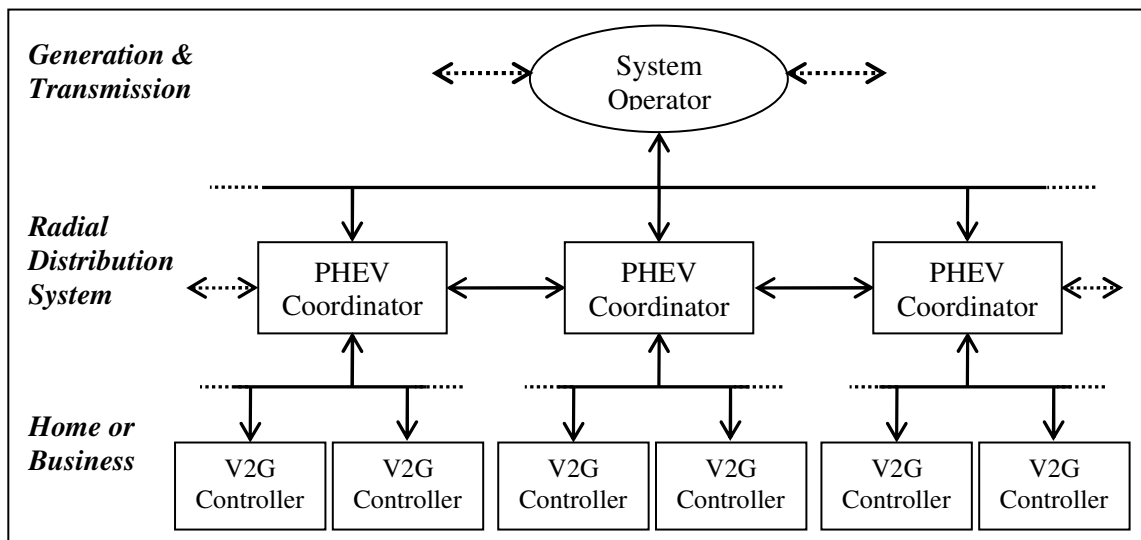 Generation &
Transmission
System
Operator
Radial
Distribution
System
PHEV
Coordinator
PHEV
Coordinator
PHEV
Coordinator
Home or
Business
V2G
Controller
V2G
Controller
V2G
Controller
V2G
Controller
V2G
Controller
V2G
Controller